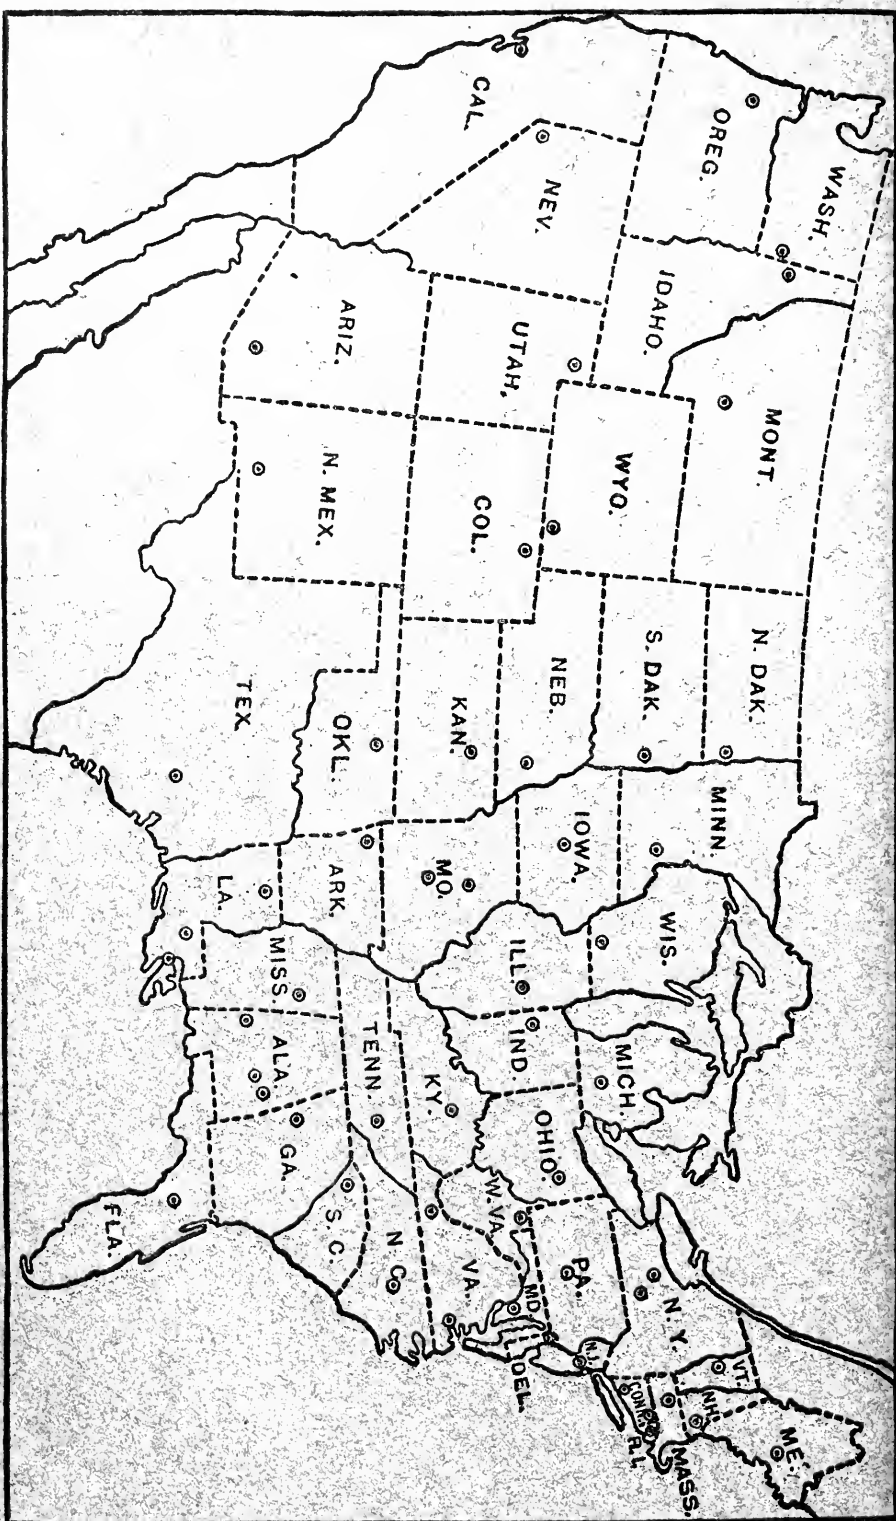 WASH.
OREG.
CAL.
NEV.
IDAHO.
MONT.
WYO.
UTAH.
ARIZ.
COL.
N. MEX.
N. DAK.
S. DAK.
NEB.
KAN.
OKL.
TEX.
MINN.
IOWA.
MO.
ARK.
LA.
WIS.
ILL.
MISS.
MICH.
IND.
OHIO.
KY.
TENN.
ALA.
GA.
FLA.
S. C.
N. C.
VA.
W. VA.
MD.
DEL.
PA.
N. J.
N. Y.
CONN.
R. I.
MASS.
VT.
N.H.
ME.